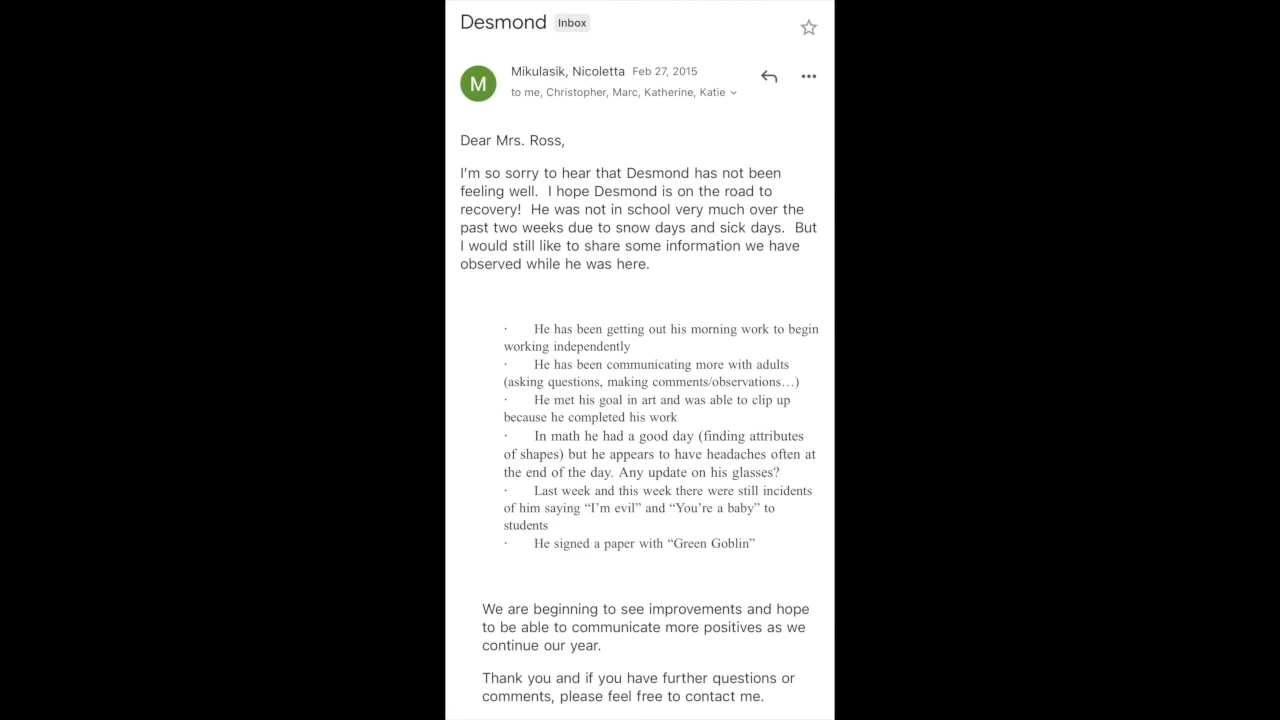 Desmond Inbox
M
Mikulasik, Nicoletta Feb 27, 2015
to me, Christopher, Marc, Katherine, Katie
Dear Mrs. Ross,
I'm so sorry to hear that Desmond has not been
feeling well.  I hope Desmond is on the road to
recovery!  He was not in school very much over the
past two weeks due to snow days and sick days.  But
I would still like to share some information we have
observed while he was here.
· He has been getting out his morning work to begin
working independently
· He has been communicating more with adults
(asking questions, making comments/observations…)
· He met his goal in art and was able to clip up
because he completed his work
· In math he had a good day (finding attributes
of shapes) but he appears to have headaches often at
the end of the day. Any update on his glasses?
· Last week and this week there were still incidents
of him saying “I’m evil” and “You’re a baby” to
students
· He signed a paper with “Green Goblin”
We are beginning to see improvements and hope
to be able to communicate more positives as we
continue our year.
Thank you and if you have further questions or
comments, please feel free to contact me.